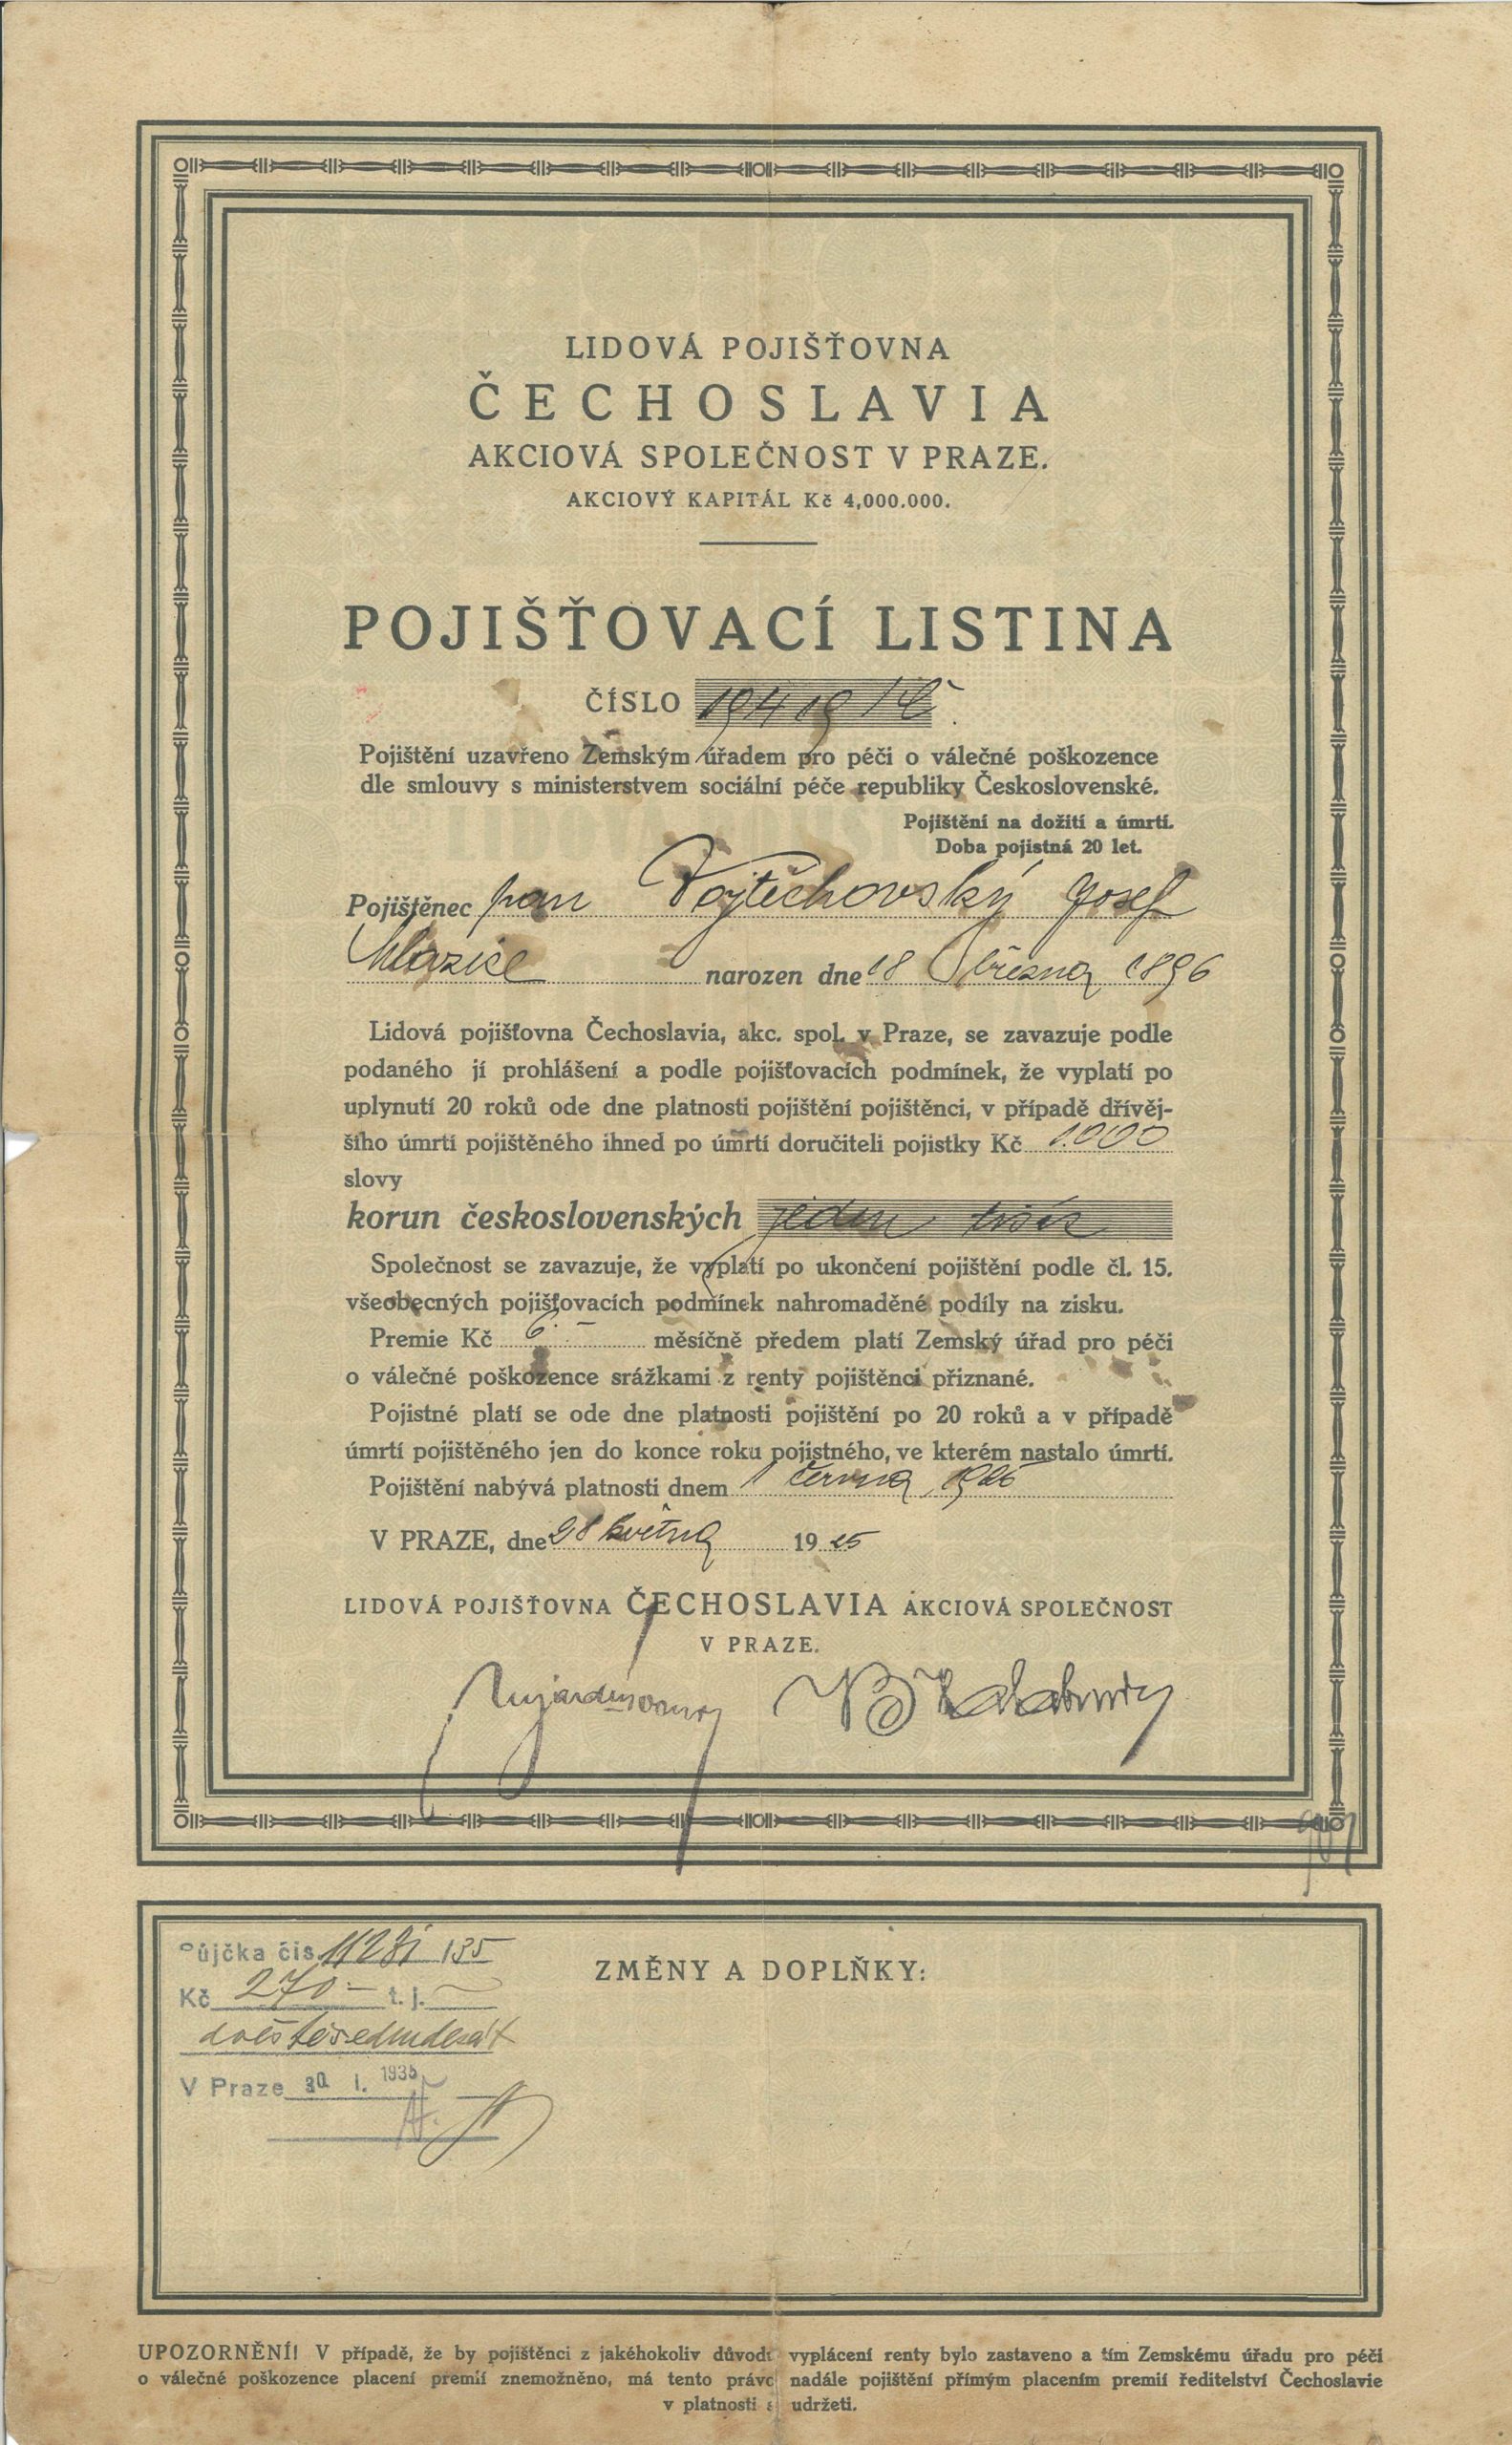 LIDOVÁ POJIŠŤOVNA
ČECHOSLAVIA
AKCIOVÁ SPOLEČNOST V PRAZE.
AKCIOVÝ KAPITÁL Kč 4,000.000.
POJIŠŤOVACÍ LISTINA
ČÍSLO 19419
Pojištění uzavřeno Zemským úřadem pro péči o válečné poškozence
dle smlouvy s ministerstvem sociální péče republiky Československé.
Pojištění na dožití a úmrtí.
Doba pojistná 20 let.
Pojištěnec pan Vojtěchovský Josef
Mlazice narozen dne 18 března 1896
Lidová pojišťovna Čechoslavia, akc. spol. v Praze, se zavazuje podle
podaného jí prohlášení a podle pojišťovacích podmínek, že vyplatí po
uplynutí 20 roků ode dne platnosti pojištění pojištěnci, v případě dřívěj-
šího úmrtí pojištěného ihned po úmrtí doručiteli pojistky Kč 1.000
slovy
korun československých jeden tisíc
Společnost se zavazuje, že vyplatí po ukončení pojištění podle čl. 15.
všeobecných pojišťovacích podmínek nahromaděné podíly na zisku.
Premie Kč 6.– měsíčně předem platí Zemský úřad pro péči
o válečné poškozence srážkami z renty pojištěnci přiznané.
Pojistné platí se ode dne platnosti pojištění po 20 roků a v případě
úmrtí pojištěného jen do konce roku pojistného, ve kterém nastalo úmrtí.
Pojištění nabývá platnosti dnem 1 června
V PRAZE, dne 28 května 1925
LIDOVÁ POJIŠŤOVNA ČECHOSLAVIA AKCIOVÁ SPOLEČNOST
V PRAZE.
ZMĚNY A DOPLŇKY:
Půjčka čís. 11281 135
Kč 270.– t. j.
dvěstěsedmdesát
V Praze 30. I. 1935
UPOZORNĚNÍ! V případě, že by pojištěnci z jakéhokoliv důvodu vyplácení renty bylo zastaveno a tím Zemskému úřadu pro péči
o válečné poškozence placení premií znemožněno, má tento právo nadále pojištění přímým placením premií ředitelství Čechoslavie
v platnosti udržeti.